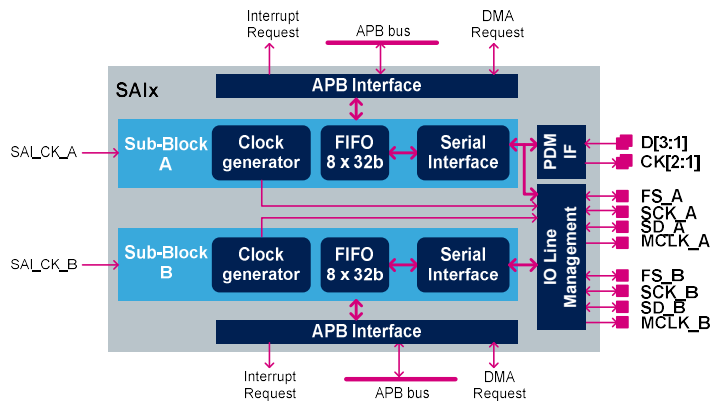 Interrupt
Request
APB bus
DMA
Request
SAIx
APB Interface
SAI_CK_A
Sub-Block
A
Clock
generator
FIFO
8 x 32b
Serial
Interface
PDM
IF
D[3:1]
CK[2:1]
FS_A
SCK_A
SD_A
MCLK_A
IO Line
Management
SAI_CK_B
Sub-Block
B
Clock
generator
FIFO
8 x 32b
Serial
Interface
FS_B
SCK_B
SD_B
MCLK_B
APB Interface
Interrupt
Request
APB bus
DMA
Request